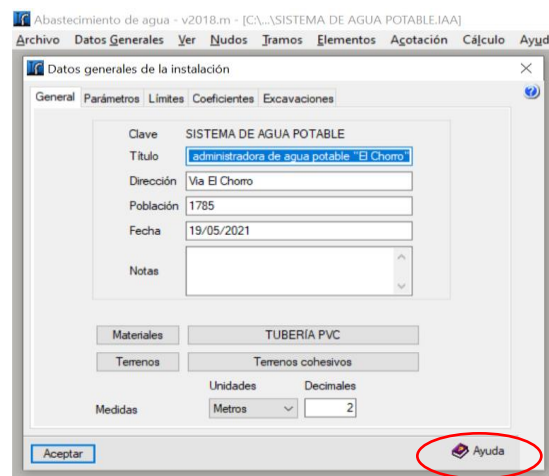 Abastecimiento de agua - v2018.m - [C:\...\SISTEMA DE AGUA POTABLE.IAA]
Archivo Datos Generales Ver Nudos Tramos Elementos Acotación Cálculo Ayud
Datos generales de la instalación
General Parámetros Límites Coeficientes Excavaciones
Clave SISTEMA DE AGUA POTABLE
Título administradora de agua potable "El Chorro"
Dirección Via El Chorro
Población 1785
Fecha 19/05/2021
Notas
Materiales TUBERÍA PVC
Terrenos Terrenos cohesivos
Unidades Decimales
Medidas Metros 2
Aceptar Ayuda